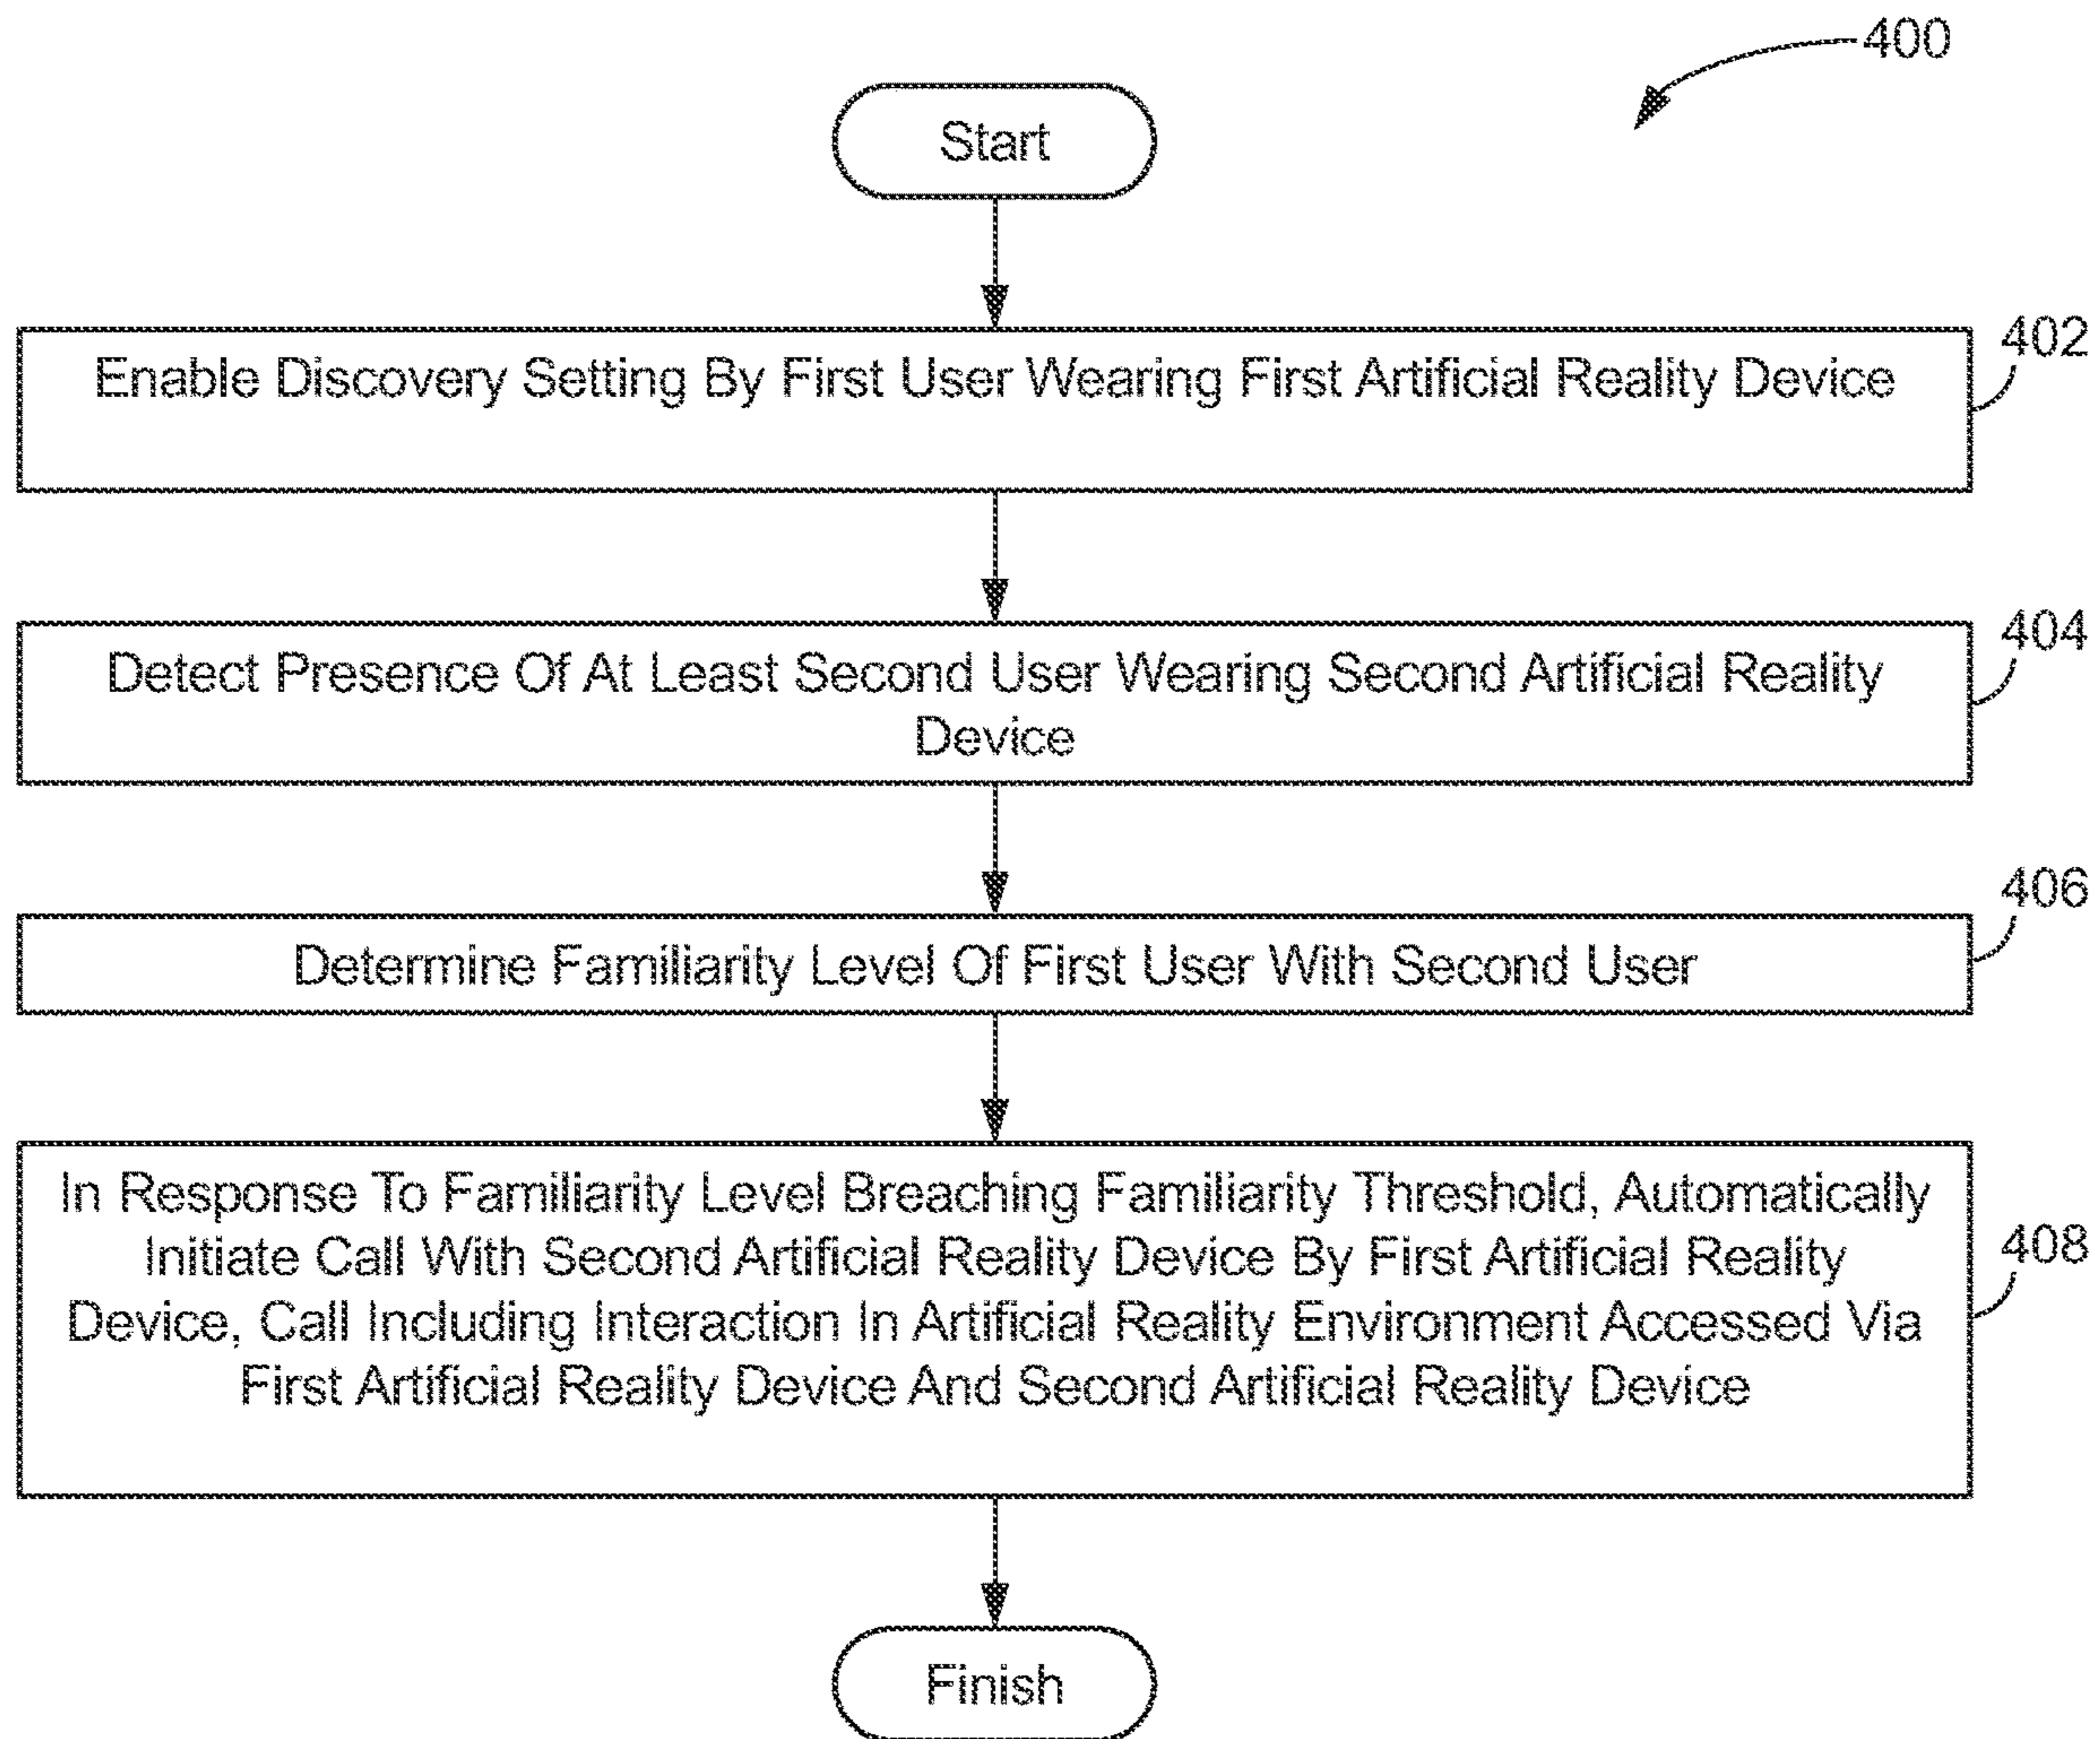 400
Start
402
Enable Discovery Setting By First User Wearing First Artificial Reality Device
404
Detect Presence Of At Least Second User Wearing Second Artificial Reality
Device
406
Determine Familiarity Level Of First User With Second User
In Response To Familiarity Level Breaching Familiarity Threshold, Automatically
Initiate Call With Second Artificial Reality Device By First Artificial Reality
408
Device, Call Including Interaction In Artificial Reality Environment Accessed Via
First Artificial Reality Device And Second Artificial Reality Device
Finish